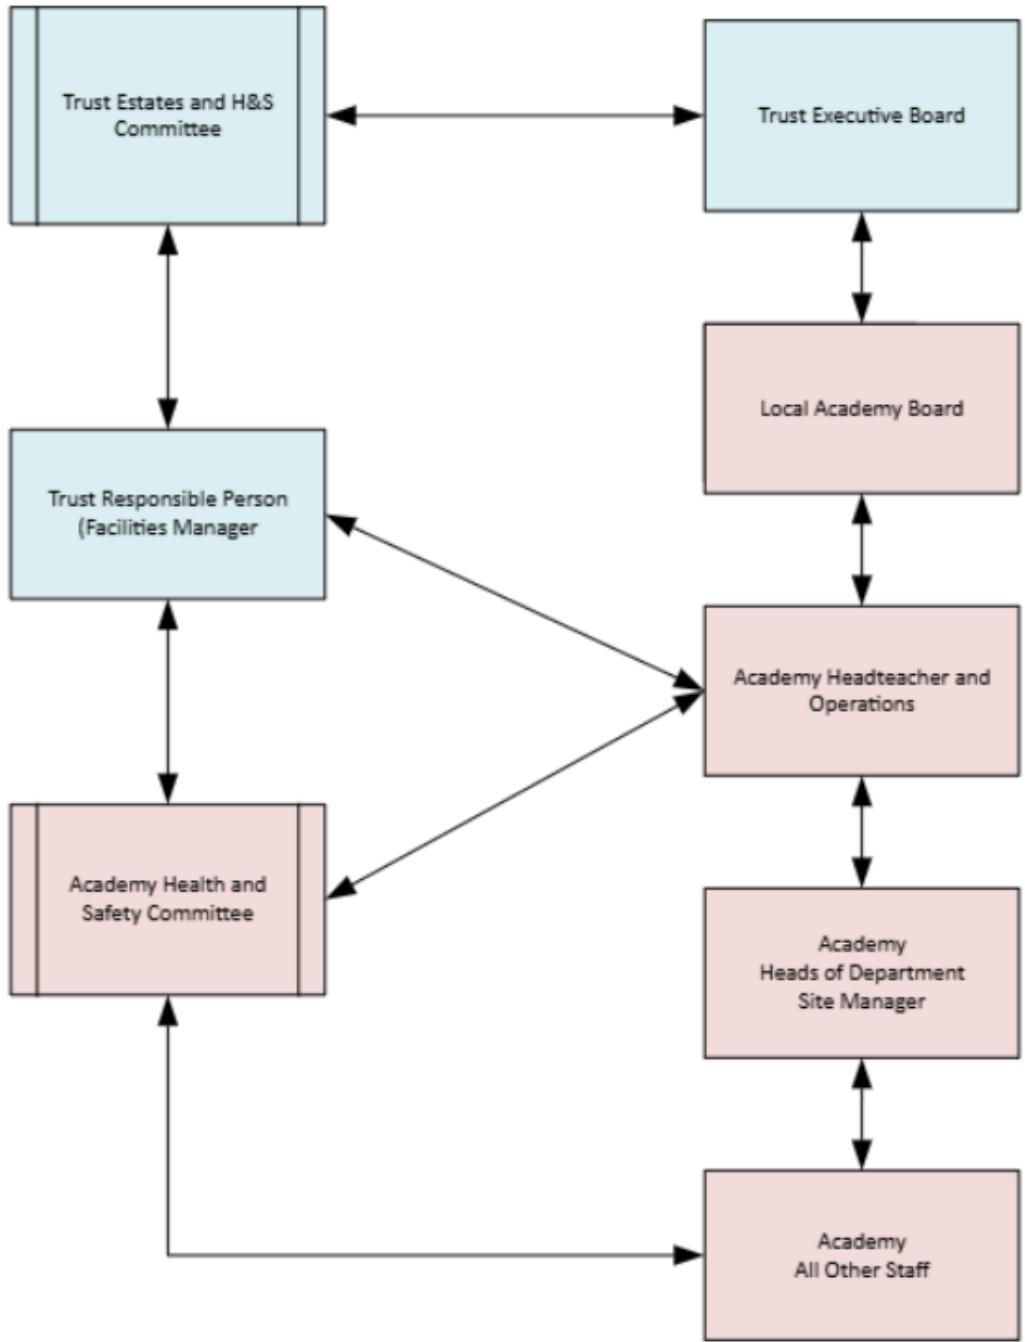 Trust Estates and H&S
Committee
Trust Executive Board
Local Academy Board
Trust Responsible Person
(Facilities Manager
Academy Headteacher and
Operations
Academy Health and
Safety Committee
Academy
Heads of Department
Site Manager
Academy
All Other Staff